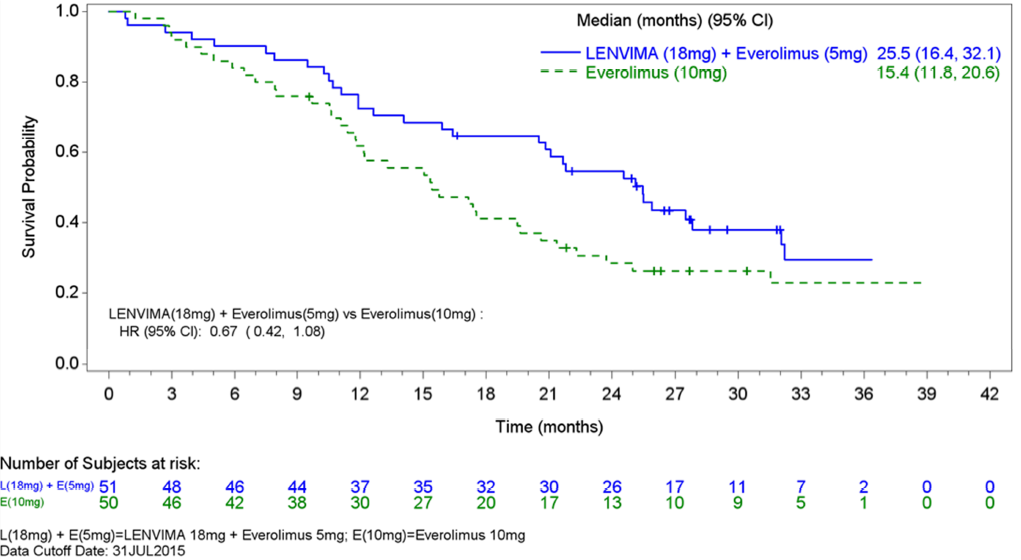 Median (months) (95% CI)
LENVIMA (18mg) + Everolimus (5mg) 25.5 (16.4, 32.1)
Everolimus (10mg) 15.4 (11.8, 20.6)
1.0
0.8
0.6
0.4
0.2
0.0
Survival Probability
LENVIMA(18mg) + Everolimus(5mg) vs Everolimus(10mg) :
HR (95% CI): 0.67 ( 0.42, 1.08)
0 3 6 9 12 15 18 21 24 27 30 33 36 39 42
Time (months)
Number of Subjects at risk:
L(18mg) + E(5mg) 51 48 46 44 37 35 32 30 26 17 11 7 2 0 0
E(10mg) 50 46 42 38 30 27 20 17 13 10 9 5 1 0 0
L(18mg) + E(5mg)=LENVIMA 18mg + Everolimus 5mg; E(10mg)=Everolimus 10mg
Data Cutoff Date: 31JUL2015